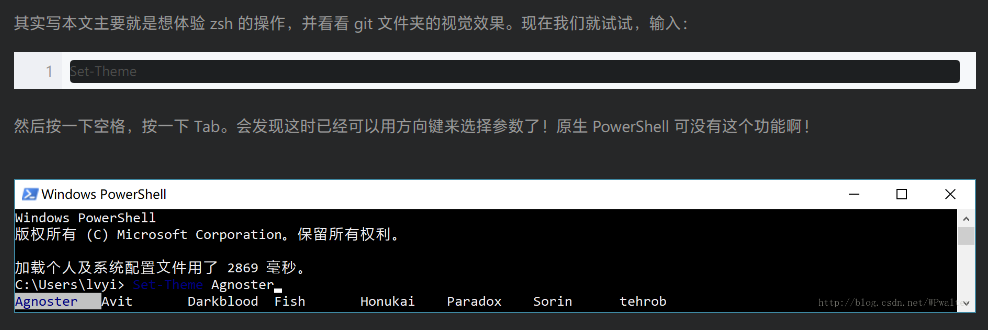 其实写本文主要就是想体验 zsh 的操作，并看看 git 文件夹的视觉效果。现在我们就试试，输入：
1 Set-Theme
然后按一下空格，按一下 Tab。会发现这时已经可以用方向键来选择参数了！原生 PowerShell 可没有这个功能啊！
Windows PowerShell
Windows PowerShell
版权所有 (C) Microsoft Corporation。保留所有权利。
加载个人及系统配置文件用了 2869 毫秒。
C:\Users\lvyi> Set-Theme Agnoster
Agnoster Avit Darkblood Fish Honukai Paradox Sorin tehrob